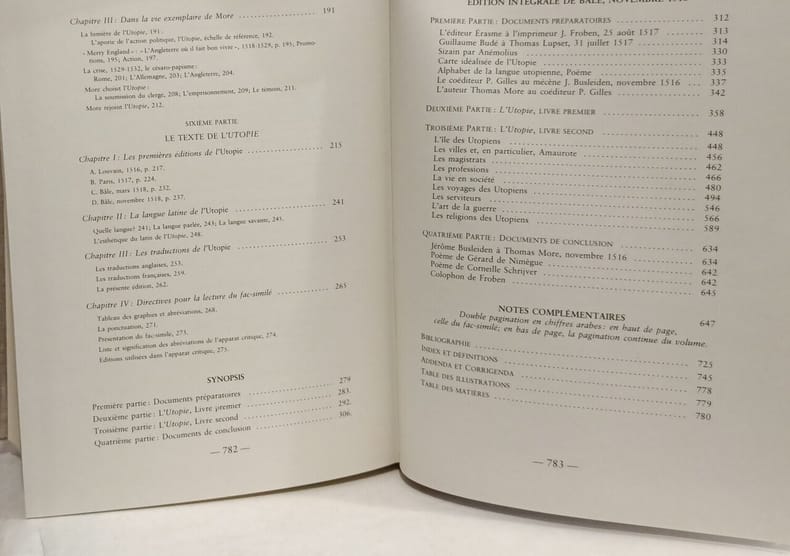 Chapitre III : Dans la vie exemplaire de More .......... 191
La lumière de l'Utopie, 191.
L'aporie de l'action politique, l'Utopie, échelle de référence, 192.
« Merry England » : « L'Angleterre où il fait bon vivre », 1518-1529, p. 195; Promo-
tions, 195; Action, 197.
La crise, 1529-1532, le césaro-papisme :
Rome, 201; L'Allemagne, 203; L'Angleterre, 204.
More choisit l'Utopie :
La soumission du clergé, 208; L'emprisonnement, 209; Le témoin, 211.
More rejoint l'Utopie, 212.
SIXIÈME PARTIE
LE TEXTE DE L'UTOPIE
Chapitre I : Les premières éditions de l'Utopie .......... 215
A. Louvain, 1516, p. 217.
B. Paris, 1517, p. 224.
C. Bâle, mars 1518, p. 232.
D. Bâle, novembre 1518, p. 237.
Chapitre II : La langue latine de l'Utopie .......... 241
Quelle langue? 241; La langue parlée, 243; La langue savante, 245.
L'esthétique du latin de l'Utopie, 248.
Chapitre III : Les traductions de l'Utopie .......... 253
Les traductions anglaises, 253.
Les traductions françaises, 259.
La présente édition, 262.
Chapitre IV : Directives pour la lecture du fac-similé .......... 265
Tableau des graphies et abréviations, 268.
La ponctuation, 271.
Présentation du fac-similé, 273.
Liste et signification des abréviations de l'apparat critique, 274.
Editions utilisées dans l'apparat critique, 275.
SYNOPSIS
Première partie : Documents préparatoires .......... 279
Deuxième partie : L'Utopie, Livre premier .......... 283.
Troisième partie : L'Utopie, Livre second .......... 292.
Quatrième partie : Documents de conclusion .......... 306.
— 782 —
ÉDITION INTÉGRALE DE BÂLE, NOVEMBRE
PREMIÈRE PARTIE : DOCUMENTS PRÉPARATOIRES .......... 312
L'éditeur Érasme à l'imprimeur J. Froben, 25 août 1517 .......... 313
Guillaume Budé à Thomas Lupset, 31 juillet 1517 .......... 314
Sizain par Anémolius .......... 330
Carte idéalisée de l'Utopie .......... 333
Alphabet de la langue utopienne, Poème .......... 335
Le coéditeur P. Gilles au mécène J. Busleiden, novembre 1516 ... 337
L'auteur Thomas More au coéditeur P. Gilles .......... 342
DEUXIÈME PARTIE : L'Utopie, LIVRE PREMIER .......... 358
TROISIÈME PARTIE : L'Utopie, LIVRE SECOND .......... 448
L'île des Utopiens .......... 448
Les villes et, en particulier, Amaurote .......... 456
Les magistrats .......... 462
Les professions .......... 466
La vie en société .......... 480
Les voyages des Utopiens .......... 494
Les serviteurs .......... 546
L'art de la guerre .......... 566
Les religions des Utopiens .......... 589
QUATRIÈME PARTIE : DOCUMENTS DE CONCLUSION .......... 634
Jérôme Busleiden à Thomas More, novembre 1516 .......... 634
Poème de Gérard de Nimègue .......... 642
Poème de Corneille Schrijver .......... 642
Colophon de Froben .......... 645
NOTES COMPLÉMENTAIRES .......... 647
Double pagination en chiffres arabes : en haut de page,
celle du fac-similé; en bas de page, la pagination continue du volume.
BIBLIOGRAPHIE .......... 725
INDEX ET DÉFINITIONS .......... 745
ADDENDA ET CORRIGENDA .......... 778
TABLE DES ILLUSTRATIONS .......... 779
TABLE DES MATIÈRES .......... 780
— 783 —